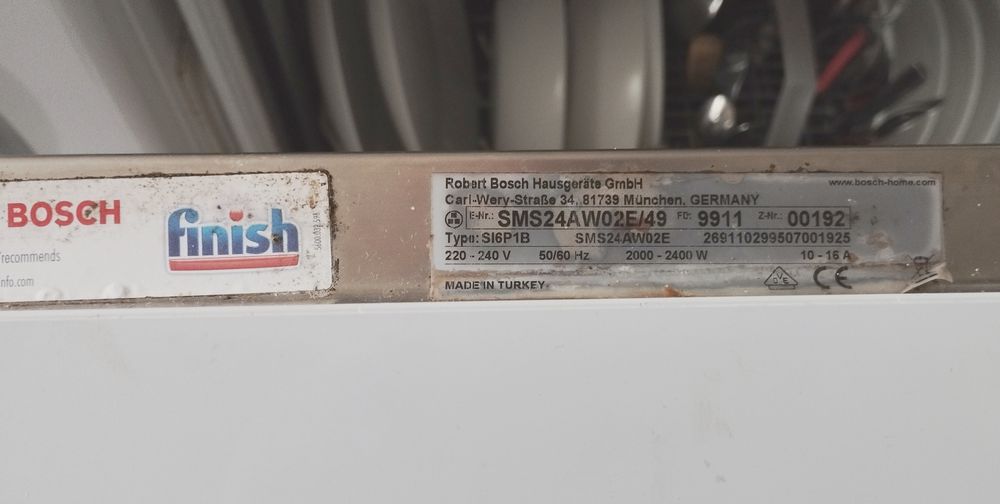 BOSCH
finish
recommends
nfo.com
Robert Bosch Hausgeräte GmbH
www.bosch-home.com
Carl-Wery-Straße 34, 81739 München, GERMANY
E-Nr.: SMS24AW02E/49 FD: 9911 Z-Nr.: 00192
Type: SI6P1B SMS24AW02E 269110299507001925
220 - 240 V 50/60 Hz 2000 - 2400 W 10 - 16 A
MADE IN TURKEY
DVE CE